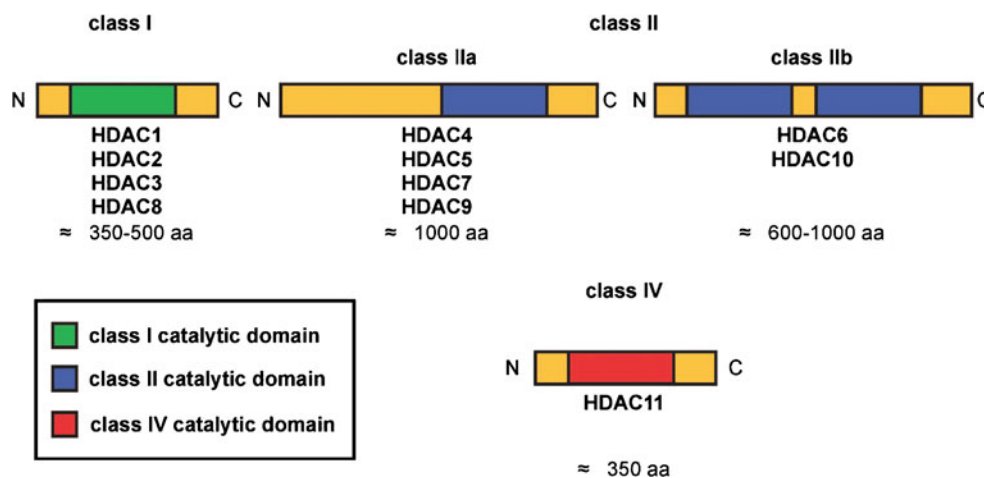 class I
class II
class IIa
class IIb
N
C
HDAC1
HDAC2
HDAC3
HDAC8
≈ 350-500 aa
N
C
HDAC4
HDAC5
HDAC7
HDAC9
≈ 1000 aa
N
C
HDAC6
HDAC10
≈ 600-1000 aa
class I catalytic domain
class II catalytic domain
class IV catalytic domain
class IV
N
C
HDAC11
≈ 350 aa